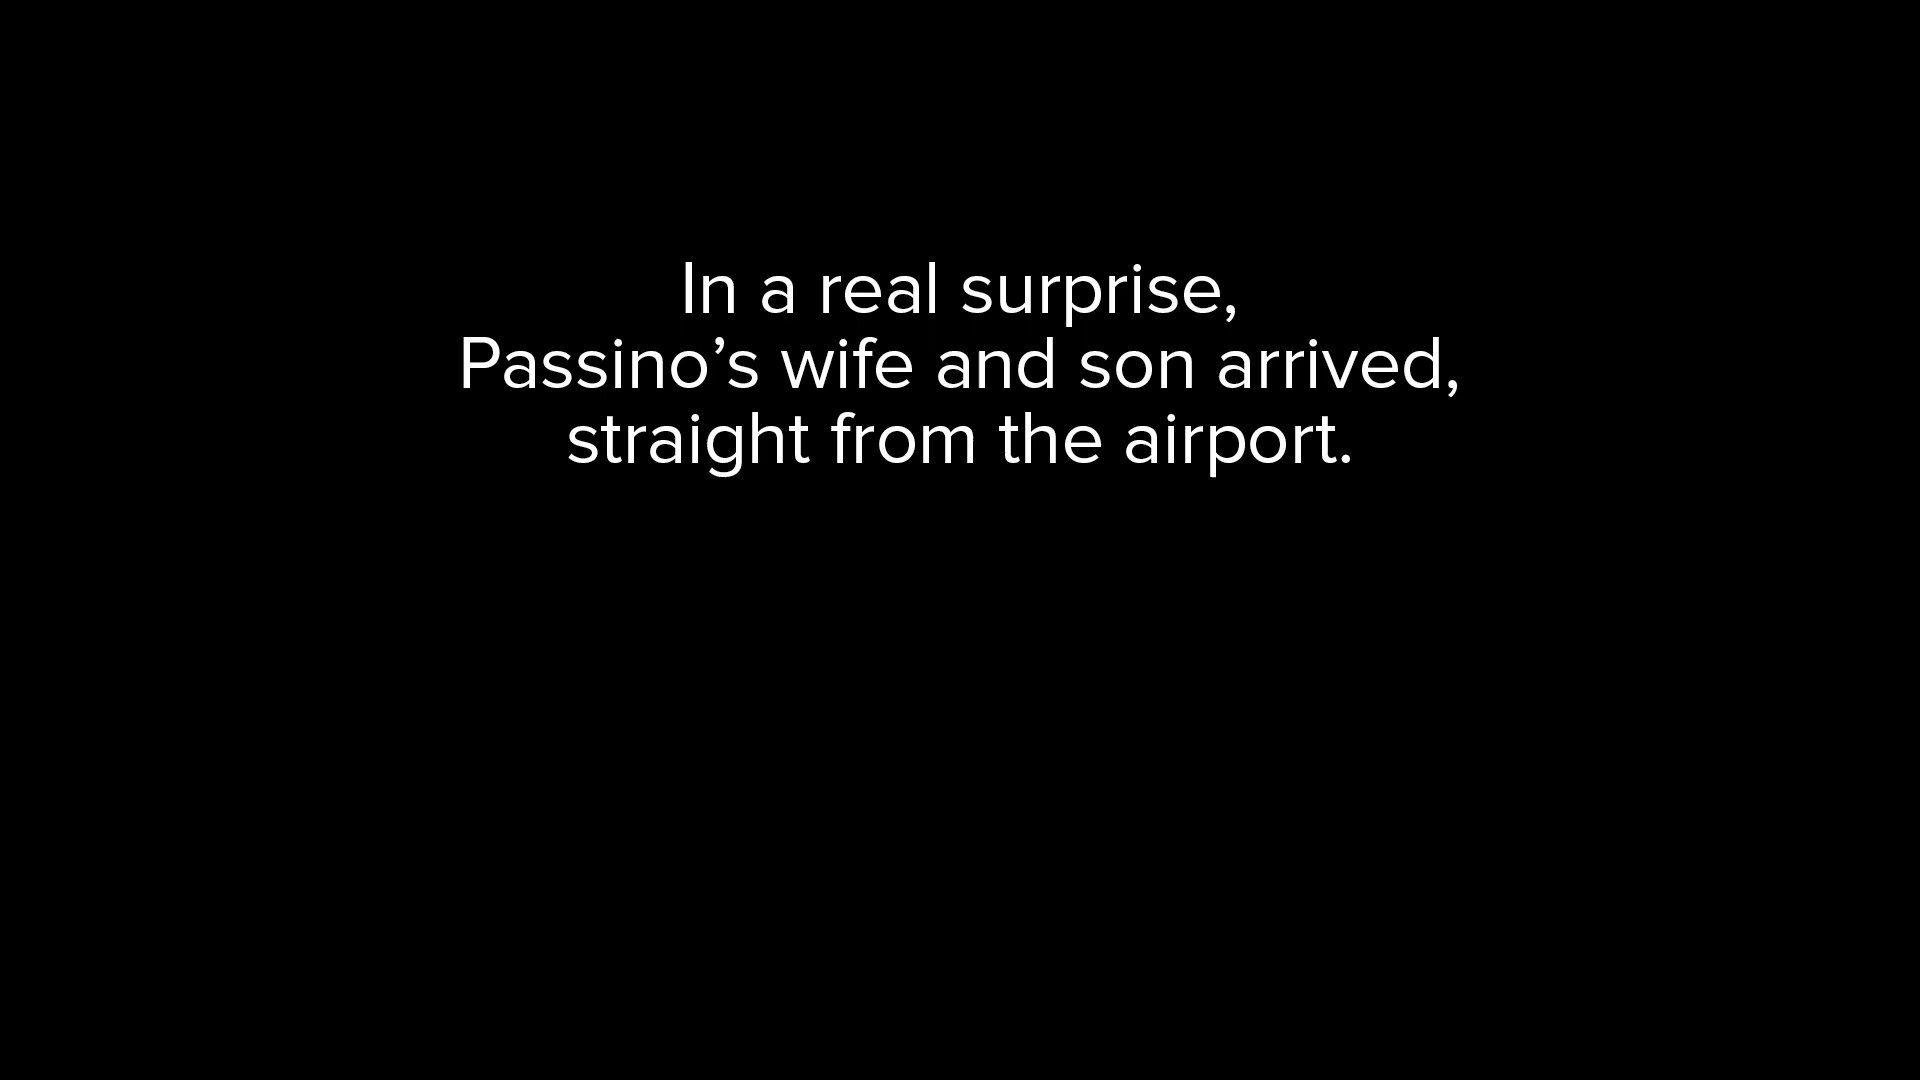 In a real surprise,
Passino’s wife and son arrived,
straight from the airport.